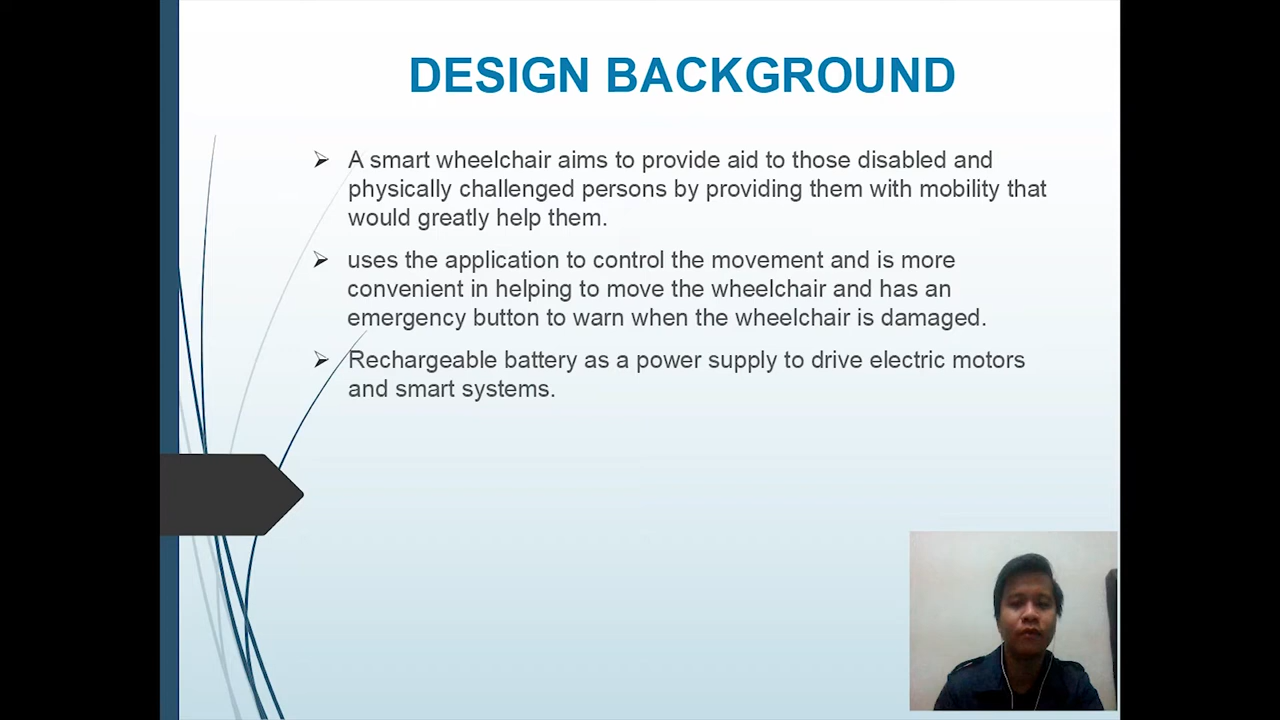 DESIGN BACKGROUND
A smart wheelchair aims to provide aid to those disabled and
physically challenged persons by providing them with mobility that
would greatly help them.
uses the application to control the movement and is more
convenient in helping to move the wheelchair and has an
emergency button to warn when the wheelchair is damaged.
Rechargeable battery as a power supply to drive electric motors
and smart systems.